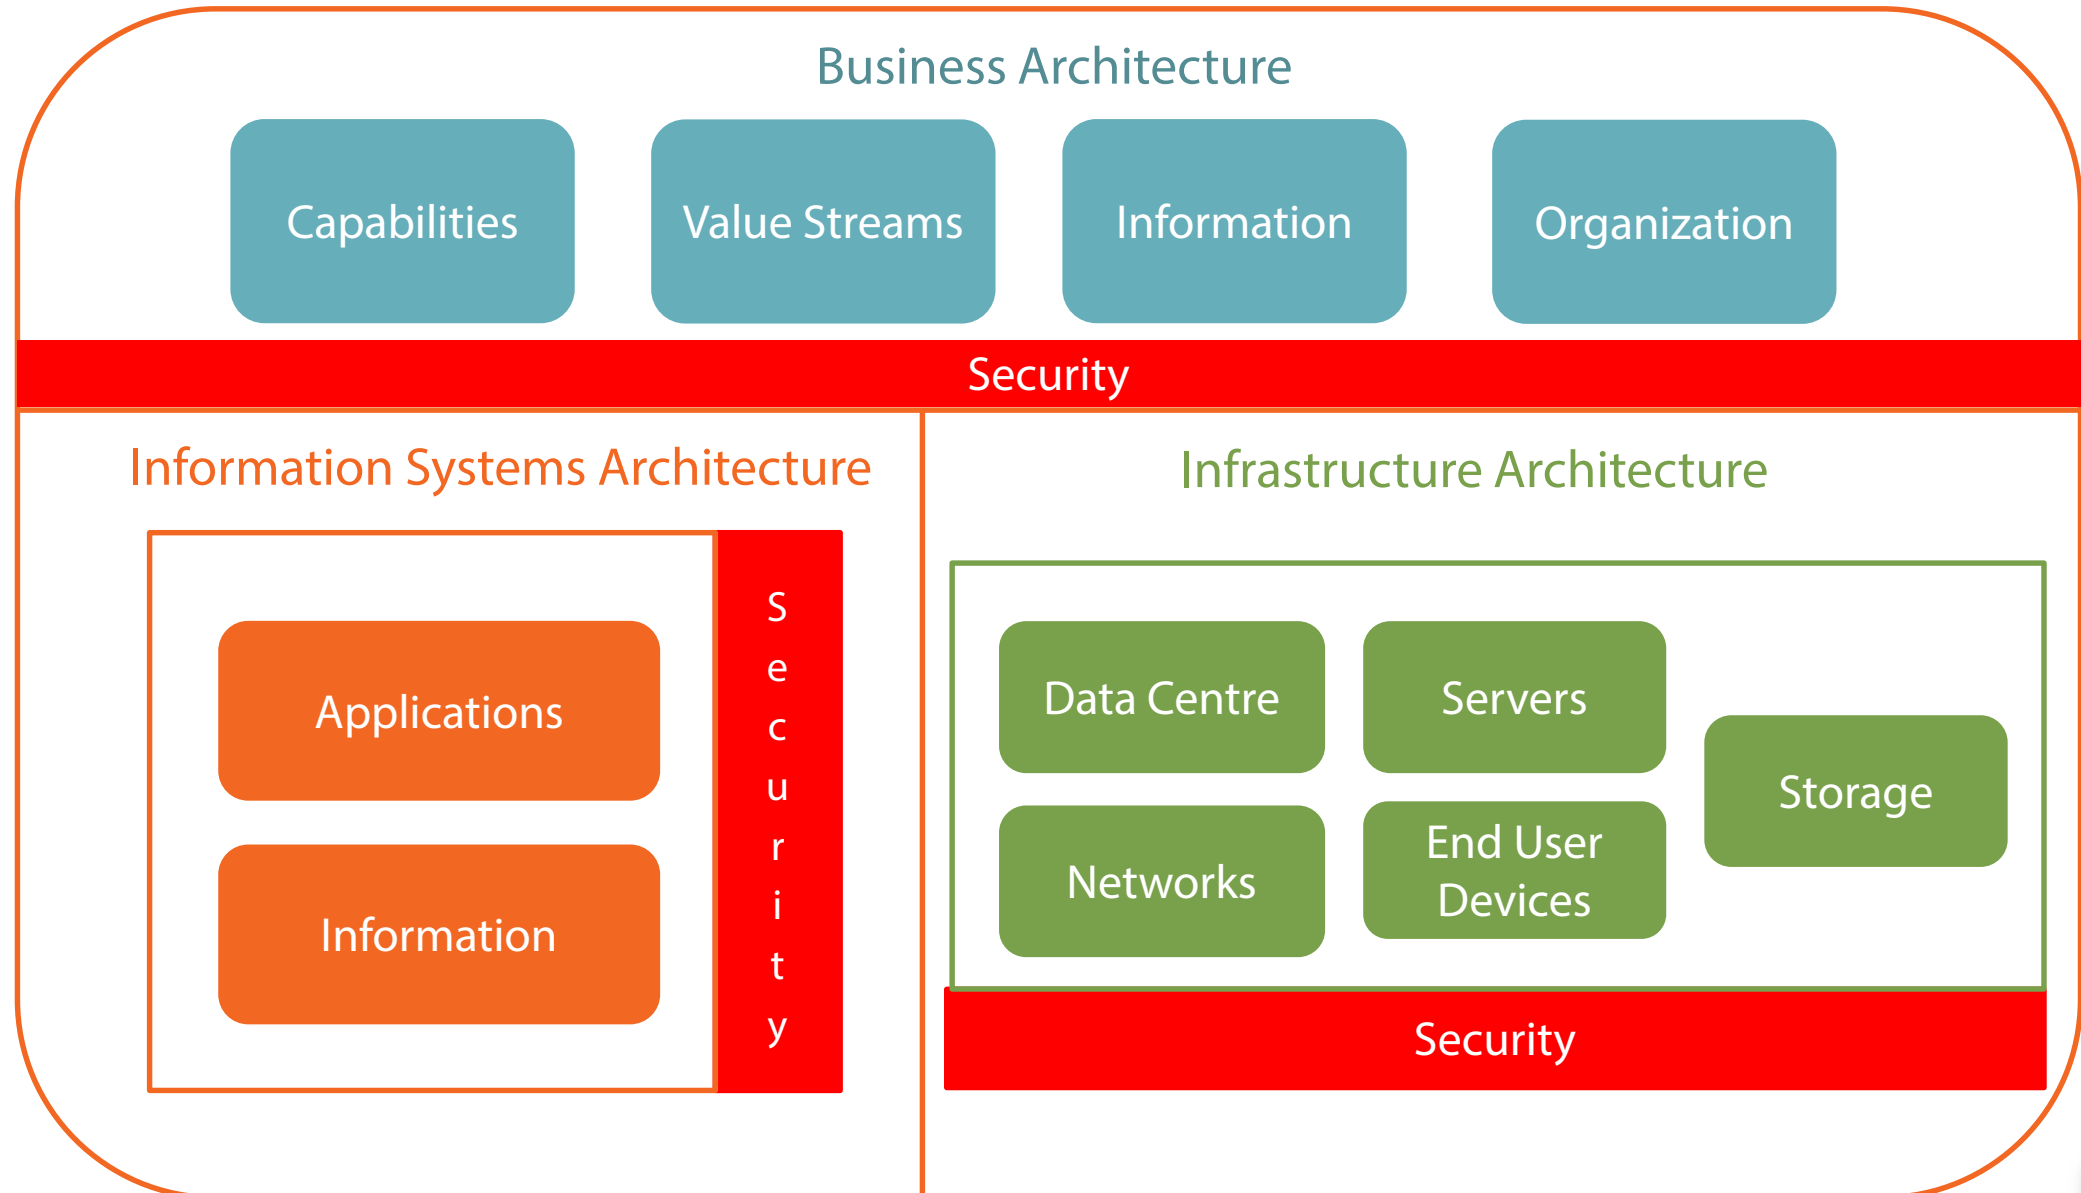 Business Architecture
Capabilities
Value Streams
Information
Organization
Security
Information Systems Architecture
Applications
Information
Security
Infrastructure Architecture
Data Centre
Servers
Storage
Networks
End User
Devices
Security